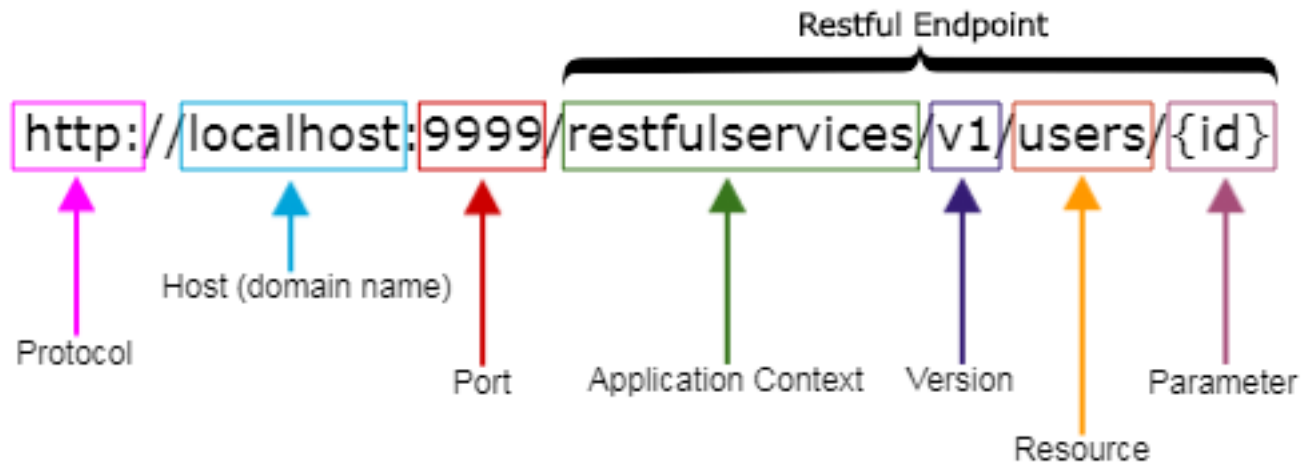 Restful Endpoint
http://localhost:9999/restfulservices/v1/users/{id}
Host (domain name)
Protocol
Port
Application Context
Version
Parameter
Resource